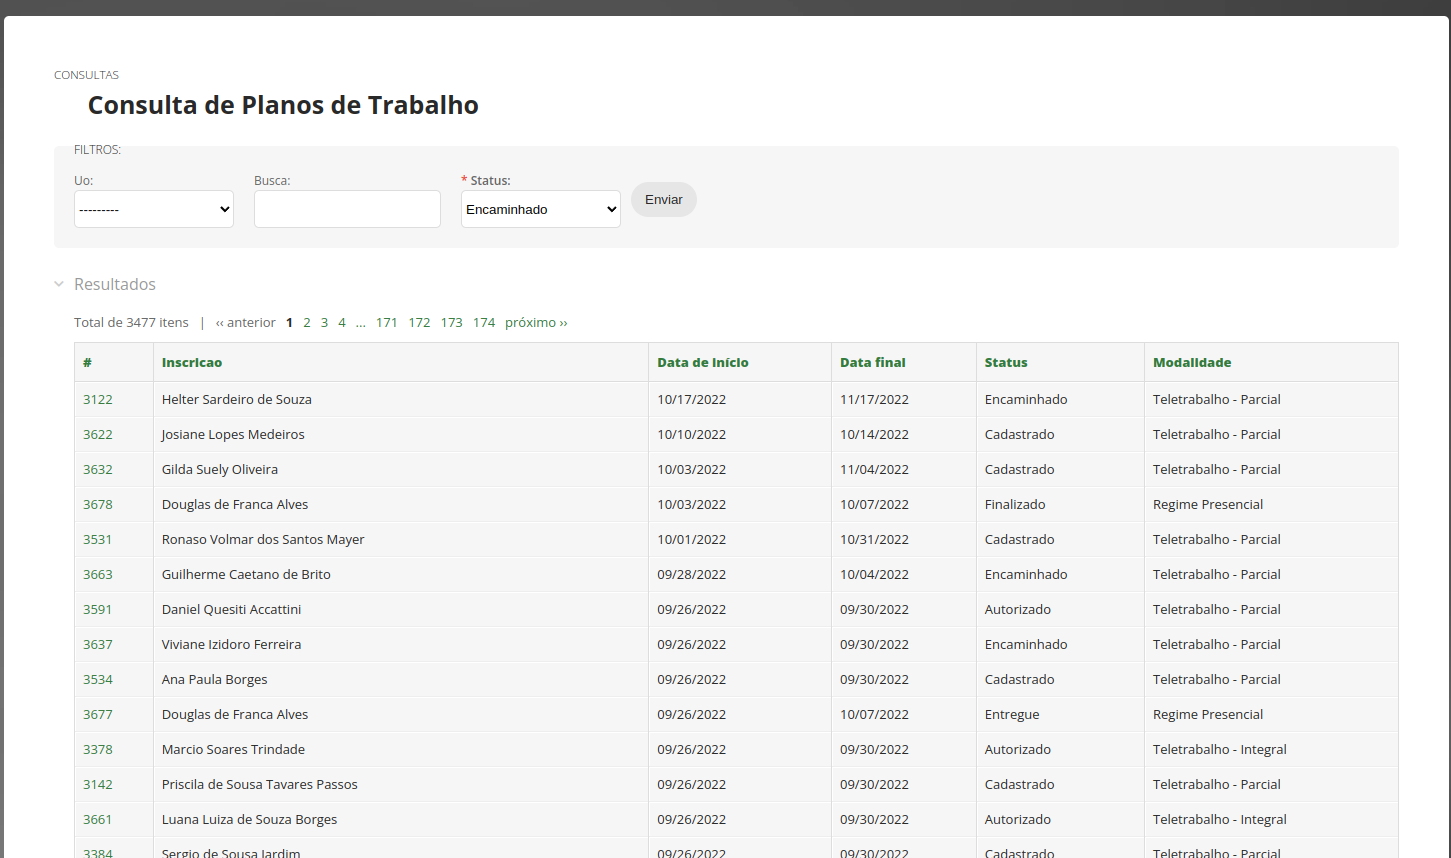 CONSULTAS
Consulta de Planos de Trabalho
FILTROS:
Uo: Busca: * Status:
--------- Encaminhado Enviar
Resultados
Total de 3477 itens | ‹‹ anterior 1 2 3 4 ... 171 172 173 174 próximo ››
# Inscricao Data de início Data final Status Modalidade
3122 Helter Sardeiro de Souza 10/17/2022 11/17/2022 Encaminhado Teletrabalho - Parcial
3622 Josiane Lopes Medeiros 10/10/2022 10/14/2022 Cadastrado Teletrabalho - Parcial
3632 Gilda Suely Oliveira 10/03/2022 11/04/2022 Cadastrado Teletrabalho - Parcial
3678 Douglas de Franca Alves 10/03/2022 10/07/2022 Finalizado Regime Presencial
3531 Ronaso Volmar dos Santos Mayer 10/01/2022 10/31/2022 Cadastrado Teletrabalho - Parcial
3663 Guilherme Caetano de Brito 09/28/2022 10/04/2022 Encaminhado Teletrabalho - Parcial
3591 Daniel Quesiti Accattini 09/26/2022 09/30/2022 Autorizado Teletrabalho - Parcial
3637 Viviane Izidoro Ferreira 09/26/2022 09/30/2022 Encaminhado Teletrabalho - Parcial
3534 Ana Paula Borges 09/26/2022 09/30/2022 Cadastrado Teletrabalho - Parcial
3677 Douglas de Franca Alves 09/26/2022 10/07/2022 Entregue Regime Presencial
3378 Marcio Soares Trindade 09/26/2022 09/30/2022 Autorizado Teletrabalho - Integral
3142 Priscila de Sousa Tavares Passos 09/26/2022 09/30/2022 Cadastrado Teletrabalho - Parcial
3661 Luana Luiza de Souza Borges 09/26/2022 09/30/2022 Autorizado Teletrabalho - Integral
3384 Sergio de Sousa Jardim 09/26/2022 09/30/2022 Cadastrado Teletrabalho - Parcial